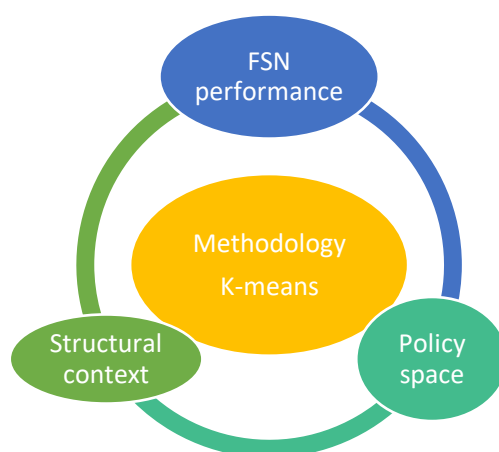 FSN
performance
Methodology
K-means
Structural
context
Policy
space